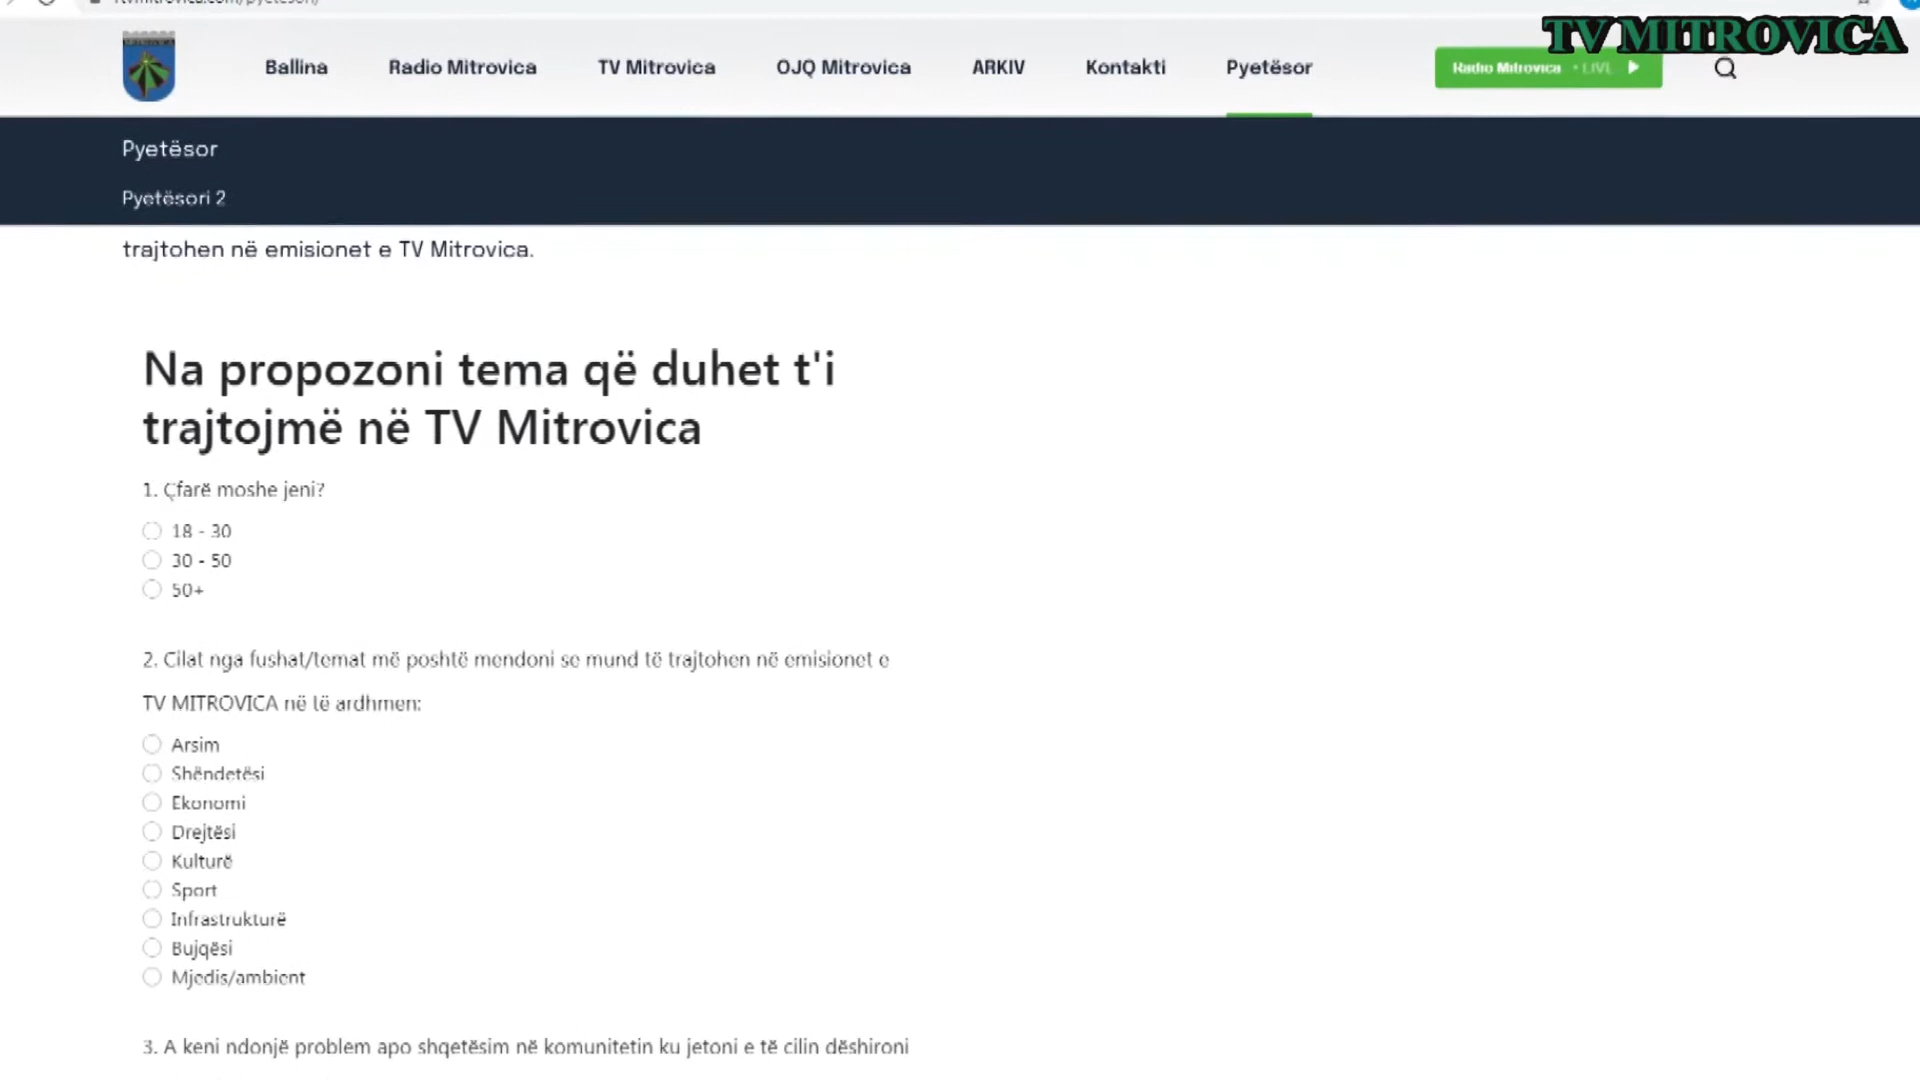 TV MITROVICA
Ballina Radio Mitrovica TV Mitrovica OJQ Mitrovica ARKIV Kontakti Pyetësor Radio Mitrovica • LIVE
Pyetësor
Pyetësori 2
trajtohen në emisionet e TV Mitrovica.
Na propozoni tema që duhet t'i
trajtojmë në TV Mitrovica
1. Çfarë moshe jeni?
18 - 30
30 - 50
50+
2. Cilat nga fushat/temat më poshtë mendoni se mund të trajtohen në emisionet e
TV MITROVICA në të ardhmen:
Arsim
Shëndetësi
Ekonomi
Drejtësi
Kulturë
Sport
Infrastrukturë
Bujqësi
Mjedis/ambient
3. A keni ndonjë problem apo shqetësim në komunitetin ku jetoni e të cilin dëshironi